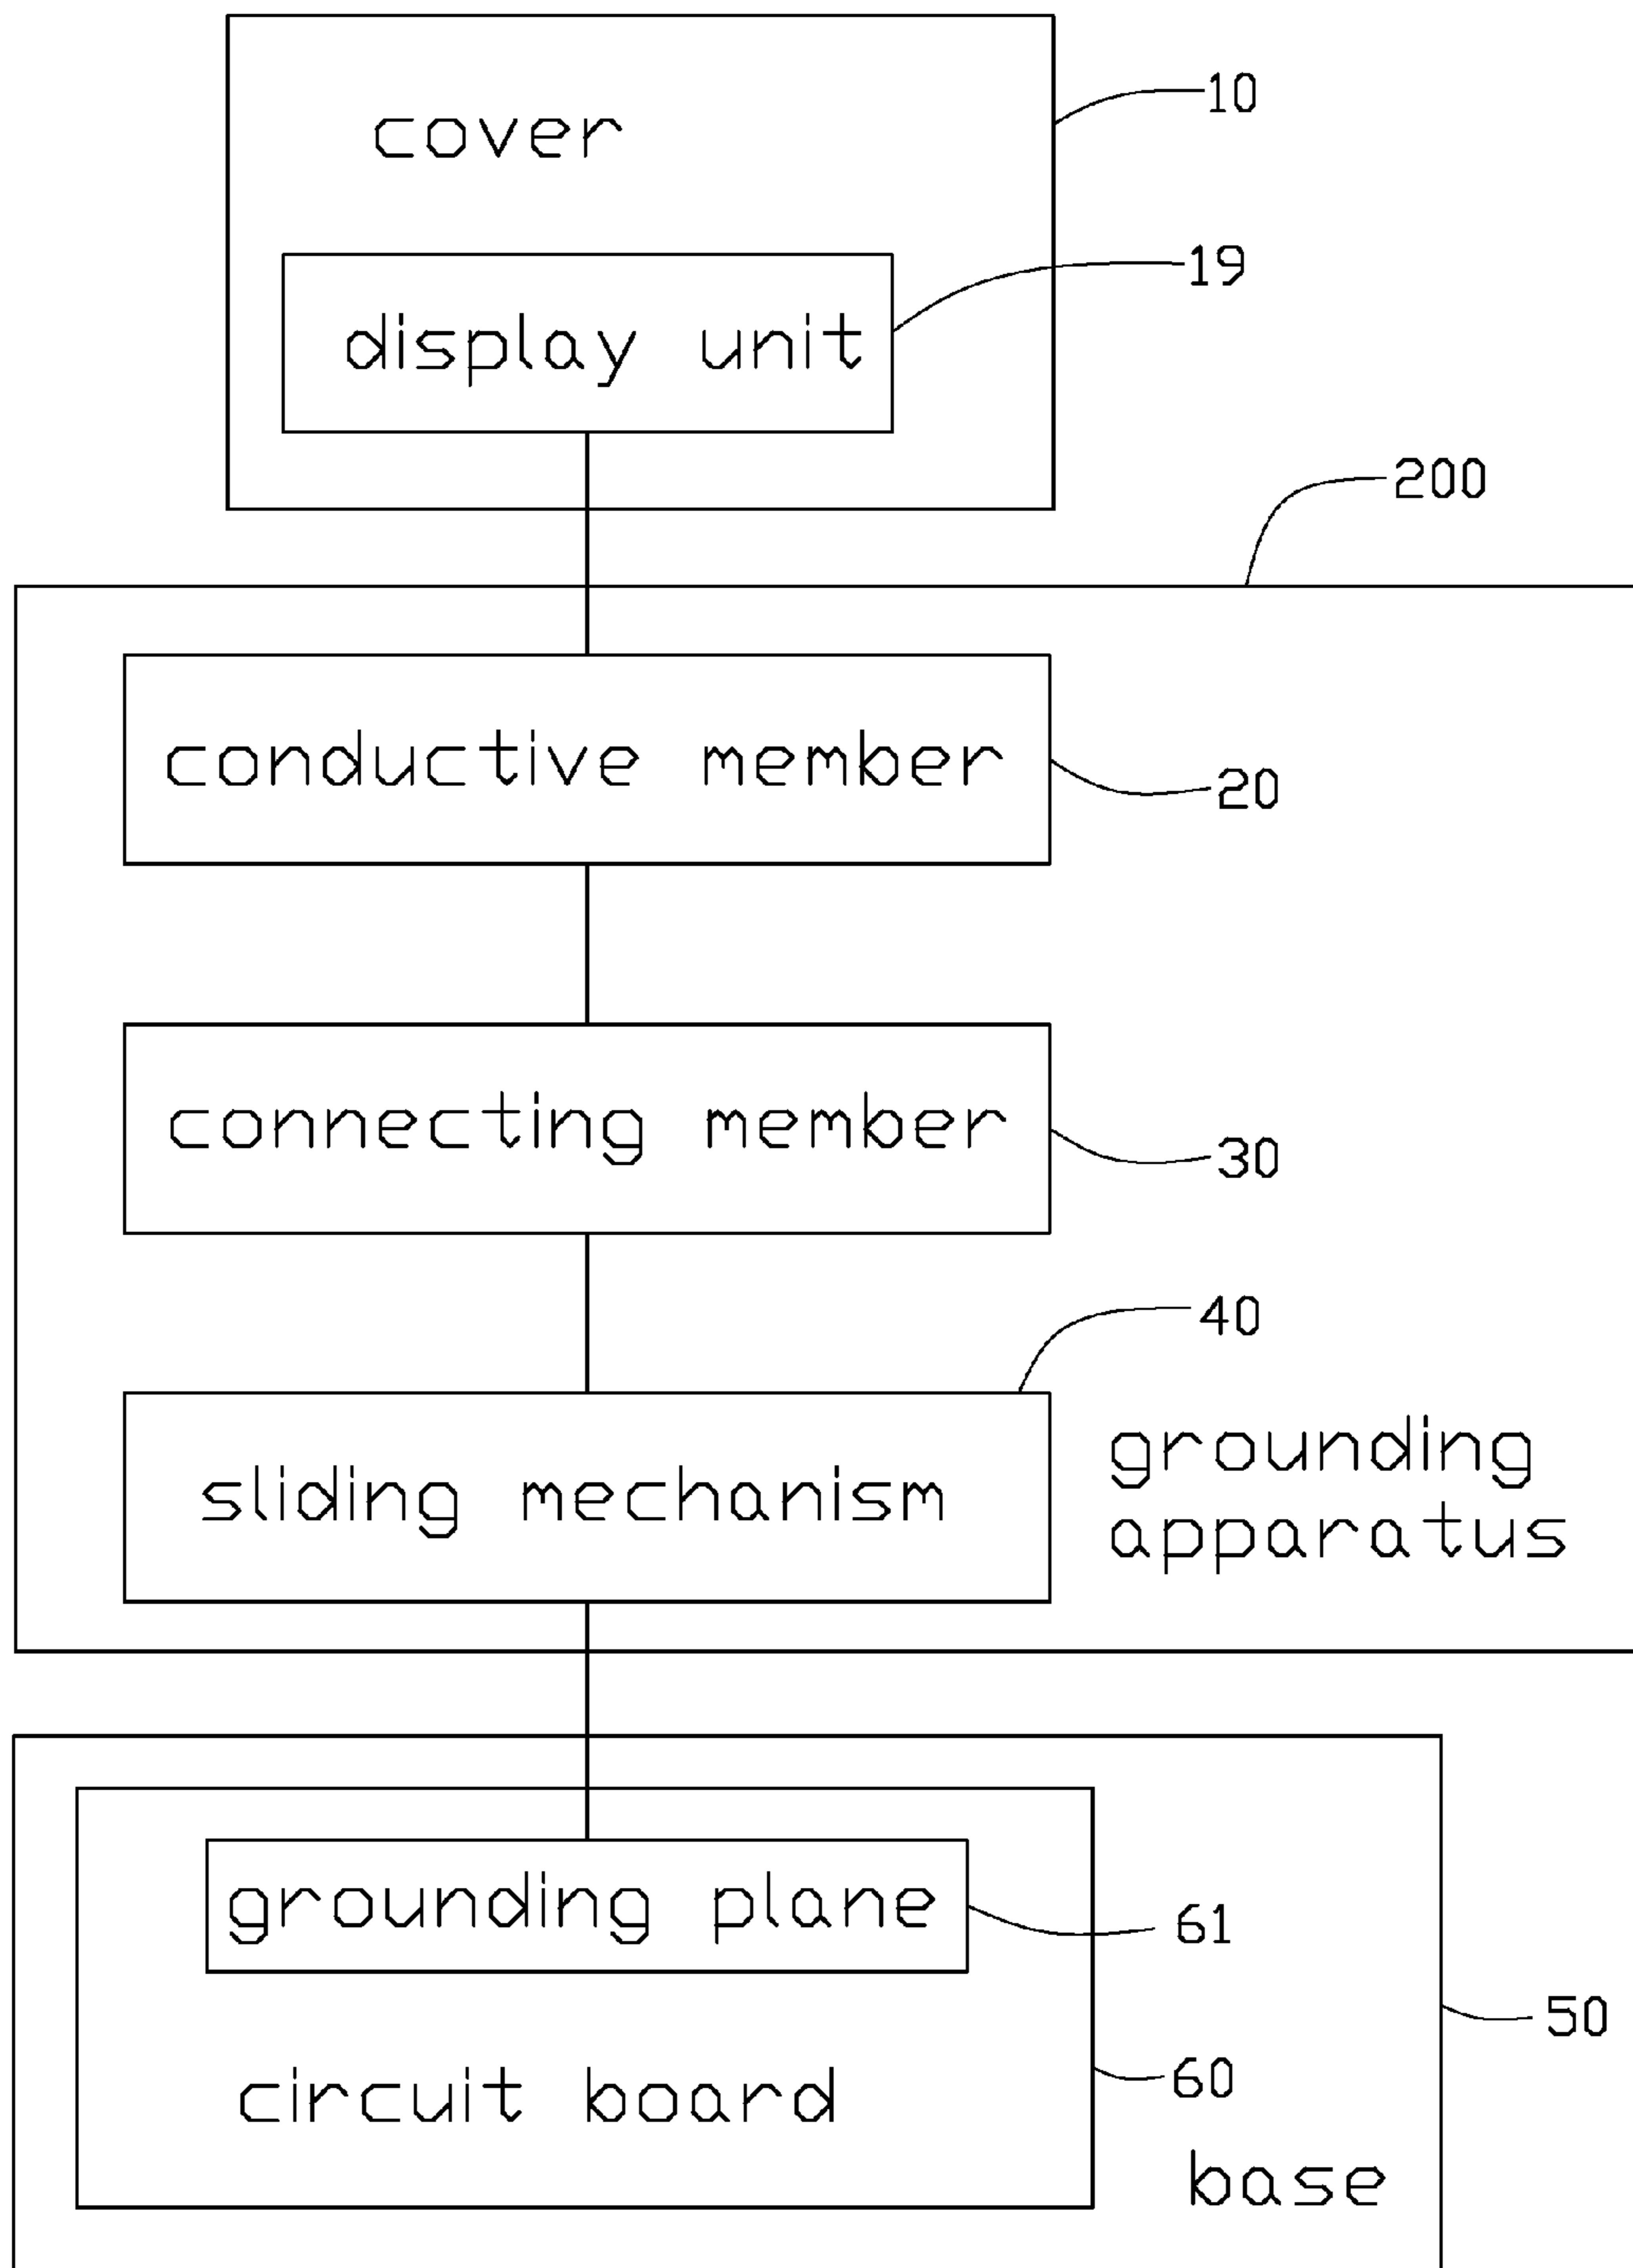 cover
10
19
display unit
200
conductive member
20
connecting member
30
40
sliding mechanism
grounding
apparatus
grounding plane
61
50
circuit board
60
base